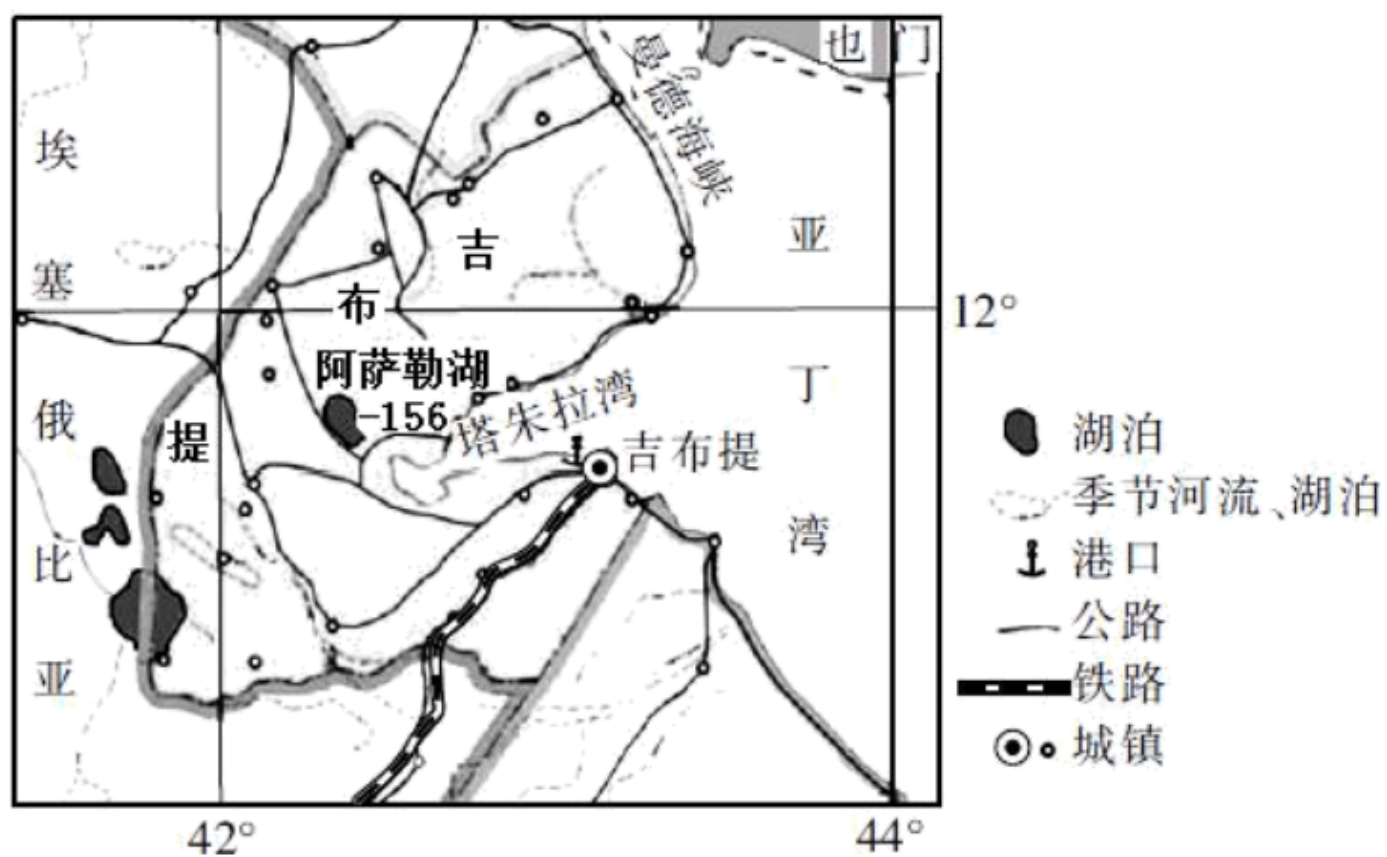 也门
曼德海峡
埃塞俄比亚
吉布提
亚丁湾
12°
阿萨勒湖
-156
塔朱拉湾
吉布提
湖泊
季节河流、湖泊
港口
公路
铁路
城镇
42°
44°